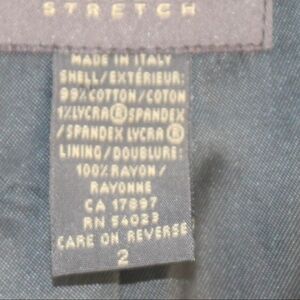 STRETCH
MADE IN ITALY
SHELL/EXTÉRIEUR:
99%COTTON/COTON
1%LYCRA®SPANDEX
/SPANDEX LYCRA®
LINING/DOUBLURE:
100%RAYON/
RAYONNE
CA 17897
RN 54023
CARE ON REVERSE
2